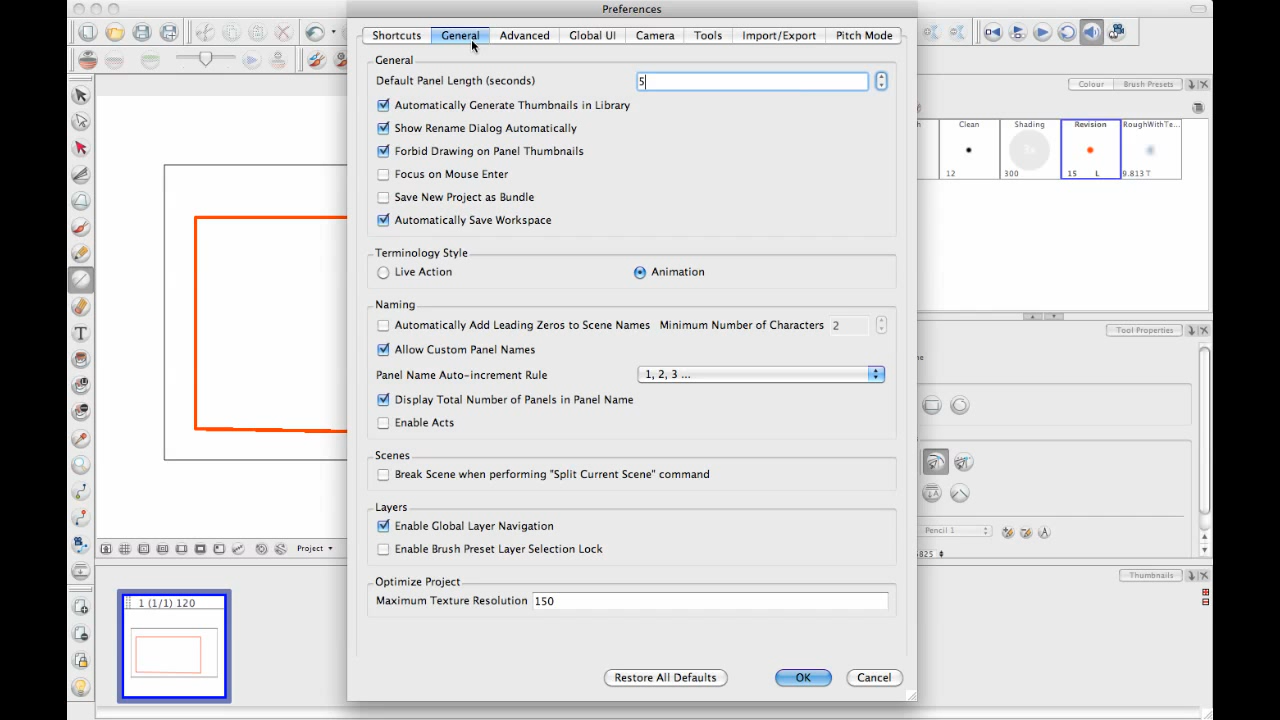 Preferences
Shortcuts General Advanced Global UI Camera Tools Import/Export Pitch Mode
General
Default Panel Length (seconds) 5
Automatically Generate Thumbnails in Library
Show Rename Dialog Automatically
Forbid Drawing on Panel Thumbnails
Focus on Mouse Enter
Save New Project as Bundle
Automatically Save Workspace
Terminology Style
Live Action Animation
Naming
Automatically Add Leading Zeros to Scene Names Minimum Number of Characters 2
Allow Custom Panel Names
Panel Name Auto-increment Rule 1, 2, 3 ...
Display Total Number of Panels in Panel Name
Enable Acts
Scenes
Break Scene when performing "Split Current Scene" command
Layers
Enable Global Layer Navigation
Enable Brush Preset Layer Selection Lock
Optimize Project
Maximum Texture Resolution 150
Restore All Defaults OK Cancel
Colour Brush Presets
Clean Shading Revision RoughWithTe...
12 300 15 L 9.813 T
Tool Properties
Pencil 1
Project
Thumbnails
1 (1/1) 120
T